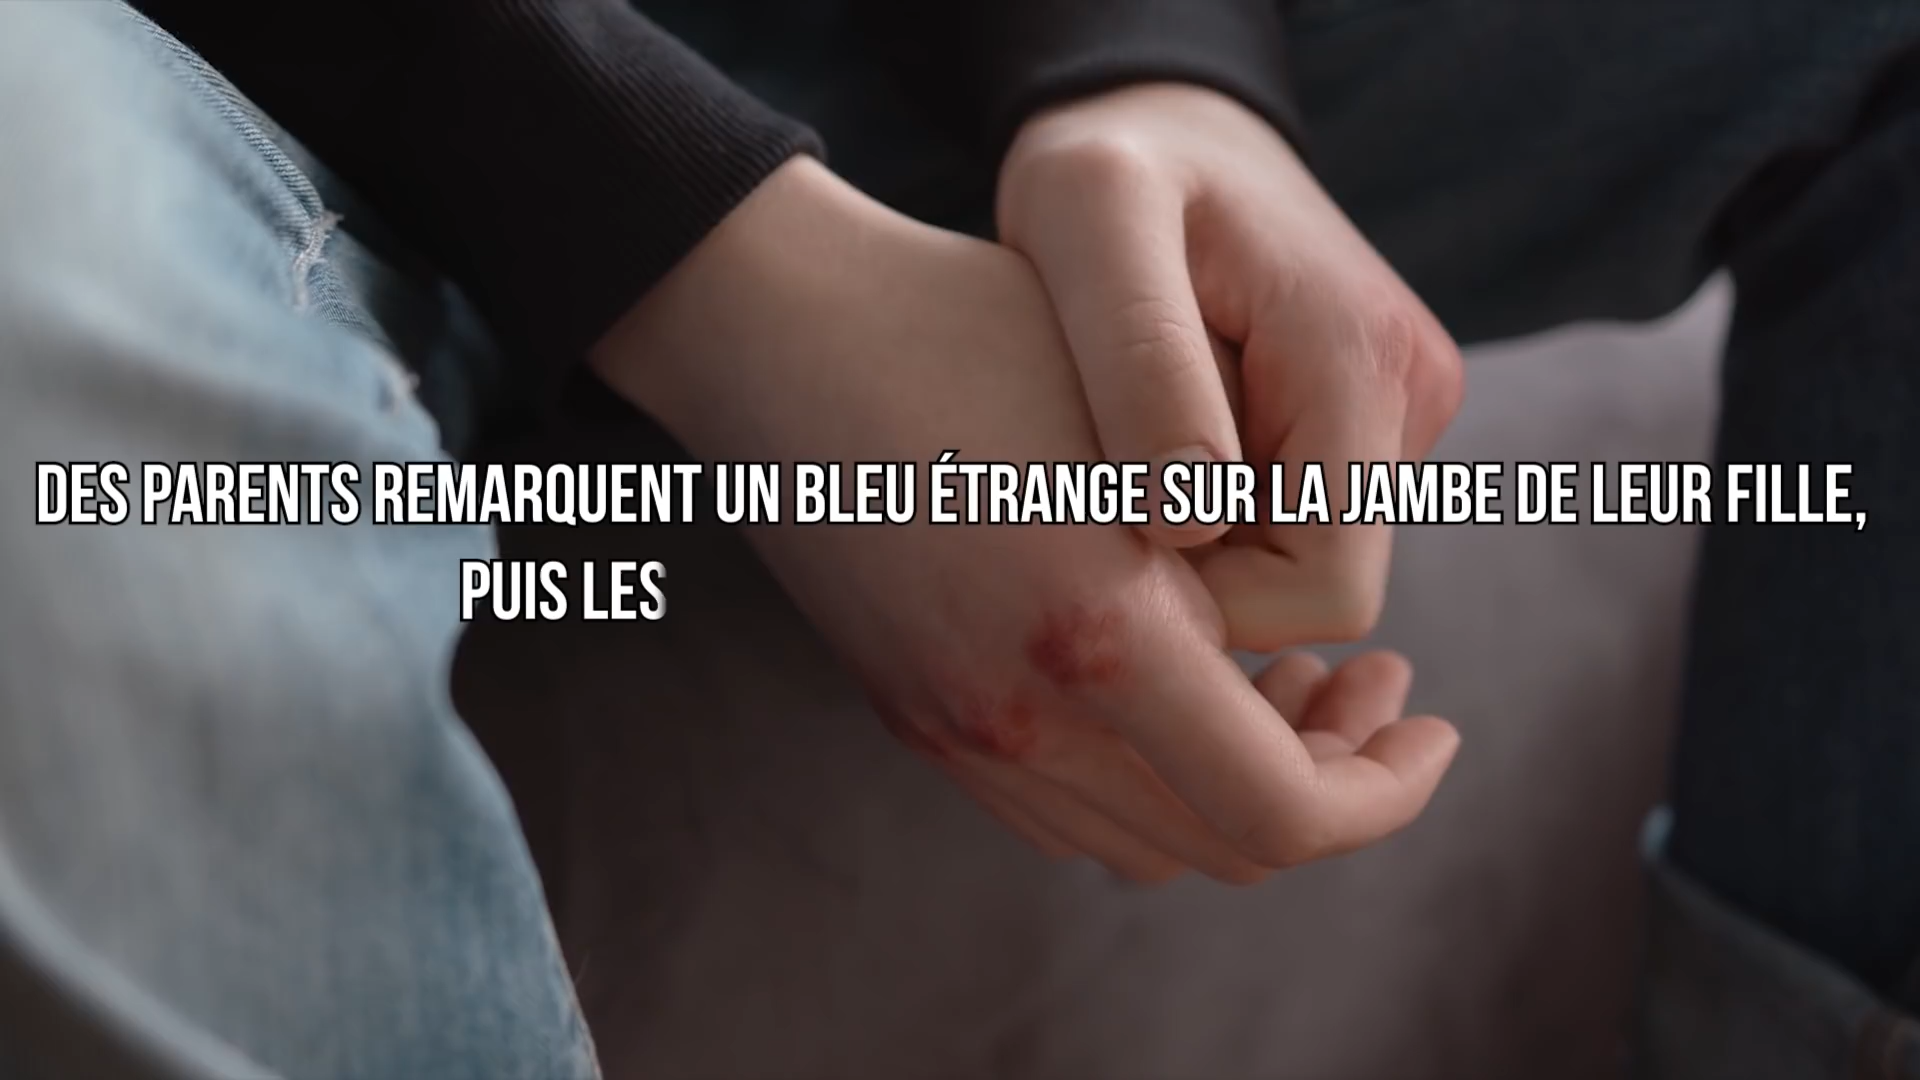 DES PARENTS REMARQUENT UN BLEU ÉTRANGE SUR LA JAMBE DE LEUR FILLE,
PUIS LES